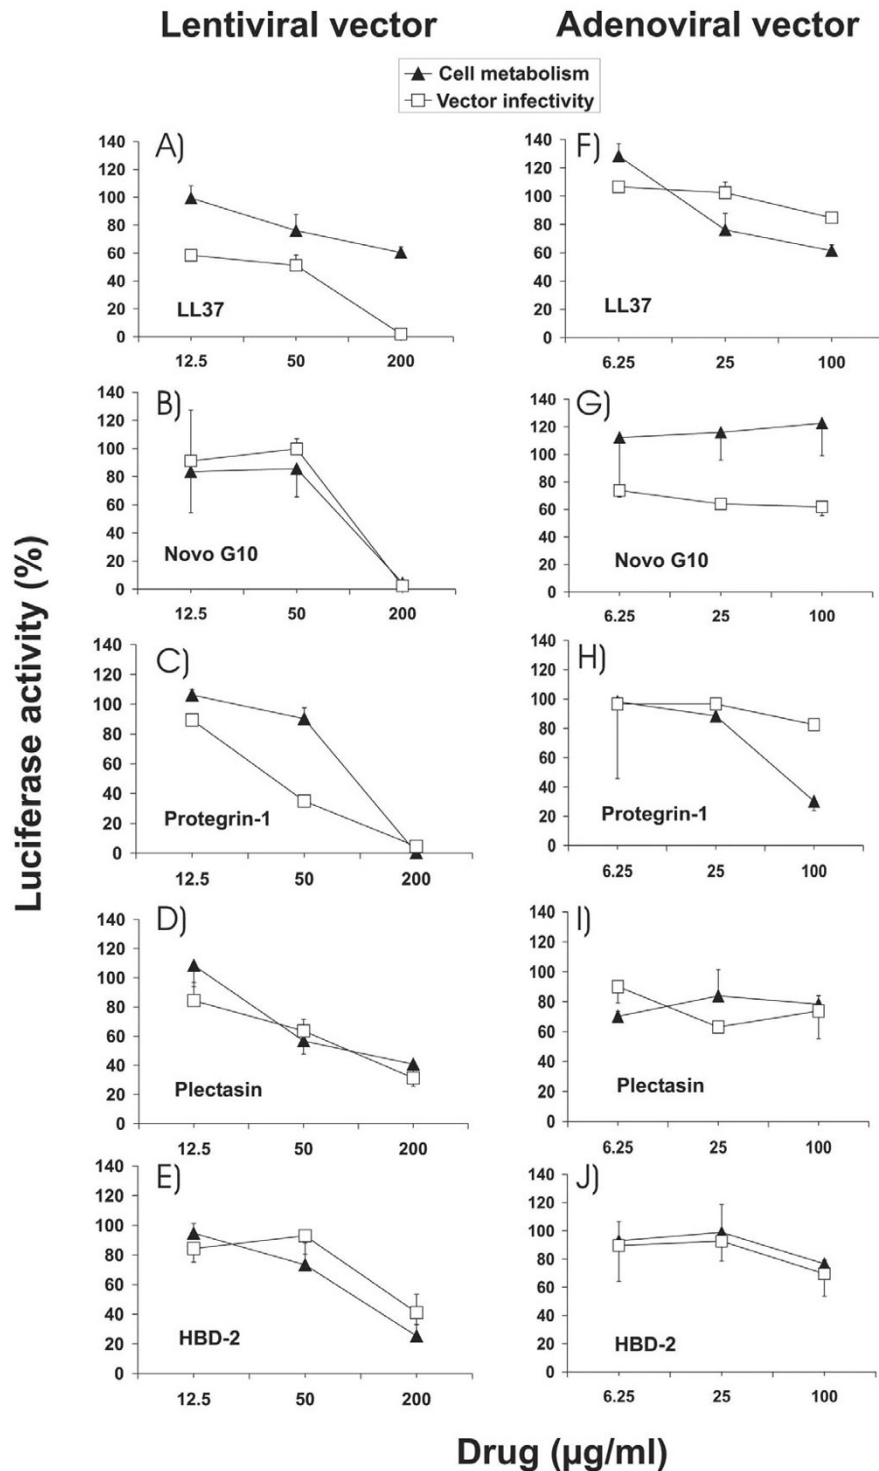 Lentiviral vector
Adenoviral vector
Cell metabolism
Vector infectivity
Luciferase activity (%)
A)
140
120
100
80
60
40
20
0
LL37
12.5 50 200
F)
140
120
100
80
60
40
20
0
LL37
6.25 25 100
B)
140
120
100
80
60
40
20
0
Novo G10
12.5 50 200
G)
140
120
100
80
60
40
20
0
Novo G10
6.25 25 100
C)
140
120
100
80
60
40
20
0
Protegrin-1
12.5 50 200
H)
140
120
100
80
60
40
20
0
Protegrin-1
6.25 25 100
D)
140
120
100
80
60
40
20
0
Plectasin
12.5 50 200
I)
140
120
100
80
60
40
20
0
Plectasin
6.25 25 100
E)
140
120
100
80
60
40
20
0
HBD-2
12.5 50 200
J)
140
120
100
80
60
40
20
0
HBD-2
6.25 25 100
Drug (µg/ml)